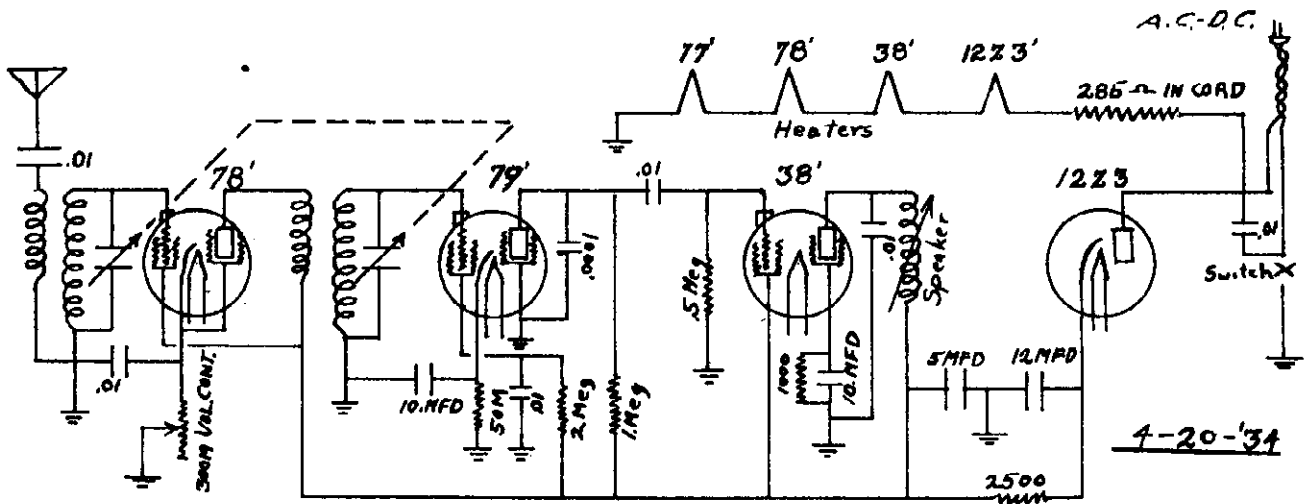 A.C.-D.C.
77' 78' 38' 12Z3'
285 Ω IN CORD
Heaters
.01
78'
79'
.01
38'
12Z3
.0001
.5 Meg
.01
Speaker
.01
Switch X
.01
300M VOL. CONT.
10. MFD
50M
.01
2 Meg
1. Meg
1000
10. MFD
5 MFD
12 MFD
2500
4-20-'34